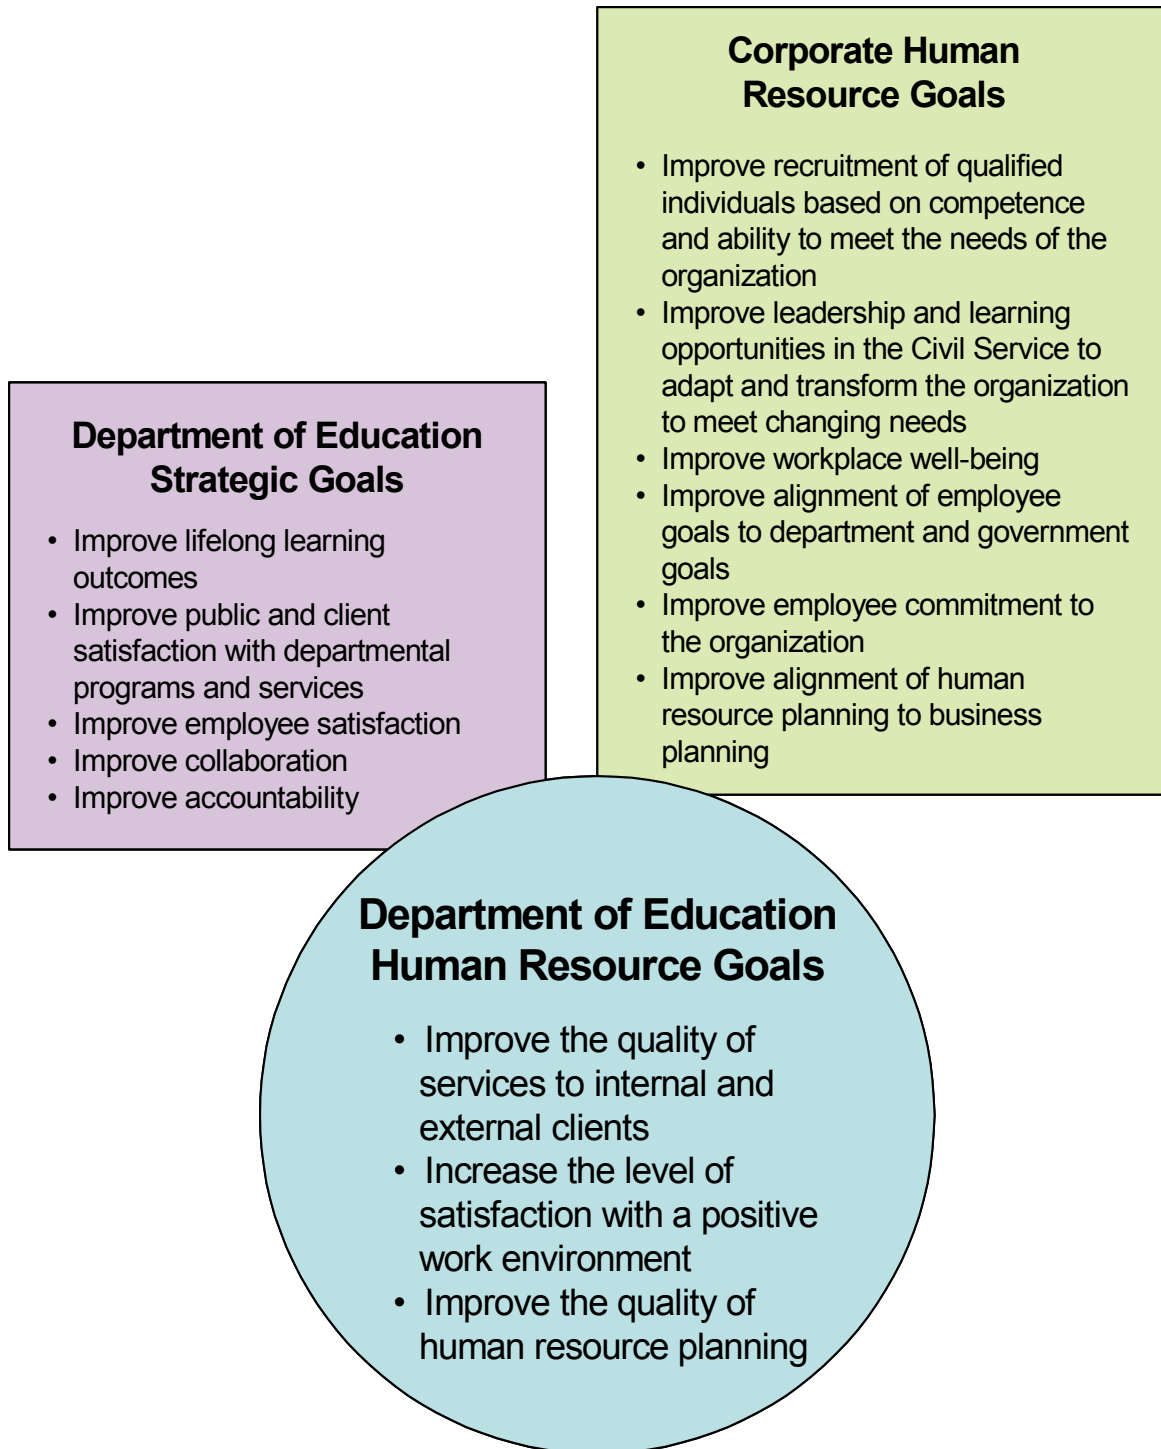 Corporate Human
Resource Goals
• Improve recruitment of qualified
individuals based on competence
and ability to meet the needs of the
organization
• Improve leadership and learning
opportunities in the Civil Service to
adapt and transform the organization
to meet changing needs
• Improve workplace well-being
• Improve alignment of employee
goals to department and government
goals
• Improve employee commitment to
the organization
• Improve alignment of human
resource planning to business
planning
Department of Education
Strategic Goals
• Improve lifelong learning
outcomes
• Improve public and client
satisfaction with departmental
programs and services
• Improve employee satisfaction
• Improve collaboration
• Improve accountability
Department of Education
Human Resource Goals
• Improve the quality of
services to internal and
external clients
• Increase the level of
satisfaction with a positive
work environment
• Improve the quality of
human resource planning